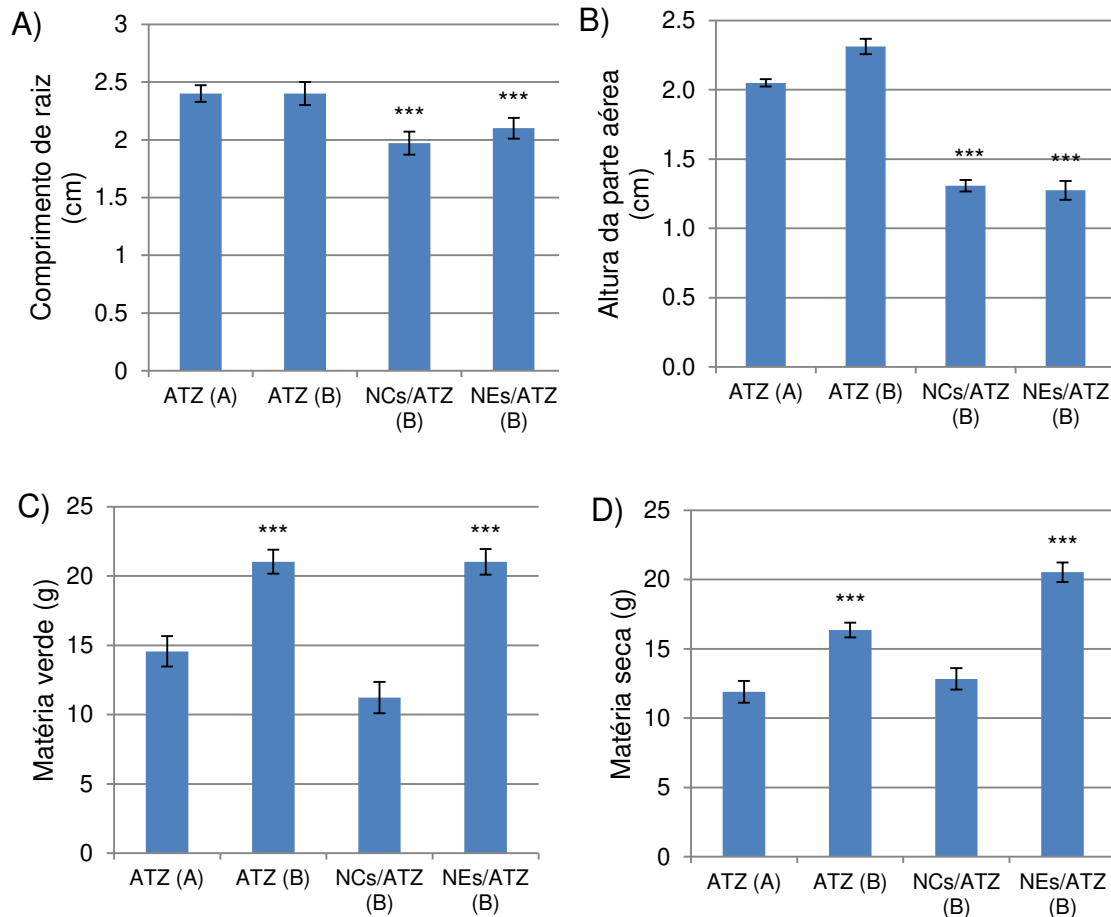 A)
Comprimento de raiz
(cm)
3
2.5
2
1.5
1
0.5
0
***
***
ATZ (A)
ATZ (B)
NCs/ATZ
(B)
NEs/ATZ
(B)
B)
Altura da parte aérea
(cm)
2.5
2.0
1.5
1.0
0.5
0.0
***
***
ATZ (A)
ATZ (B)
NCs/ATZ
(B)
NEs/ATZ
(B)
C)
Matéria verde (g)
25
20
15
10
5
0
***
***
ATZ (A)
ATZ (B)
NCs/ATZ
(B)
NEs/ATZ
(B)
D)
Matéria seca (g)
25
20
15
10
5
0
***
***
ATZ (A)
ATZ (B)
NCs/ATZ
(B)
NEs/ATZ
(B)